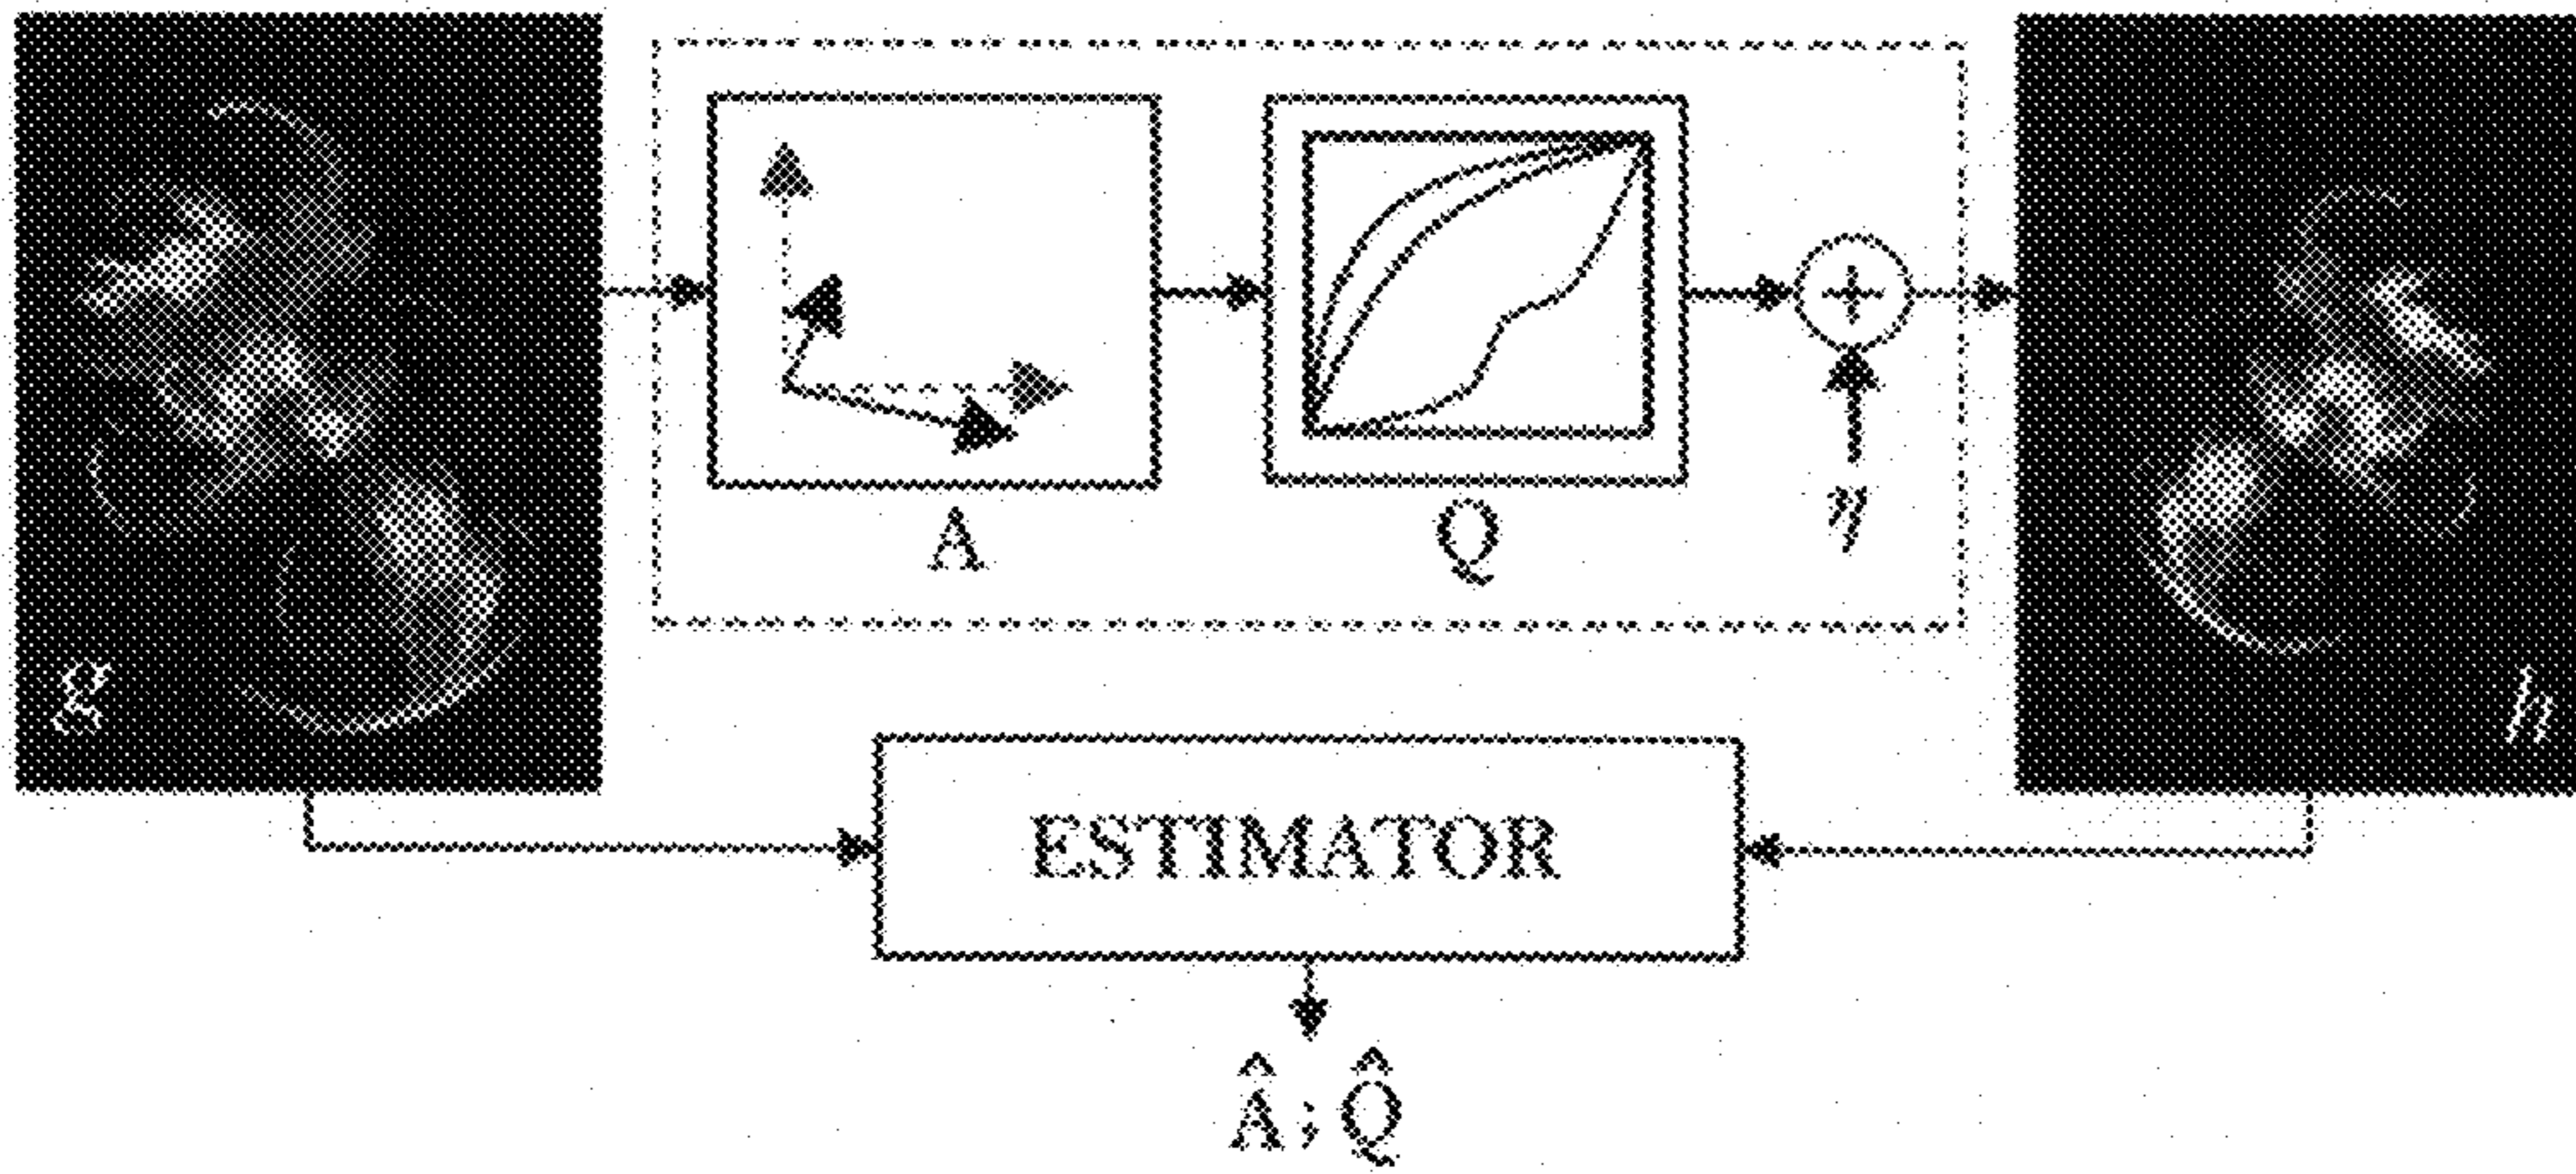 A Q η
g h
ESTIMATOR
Â ; Q̂